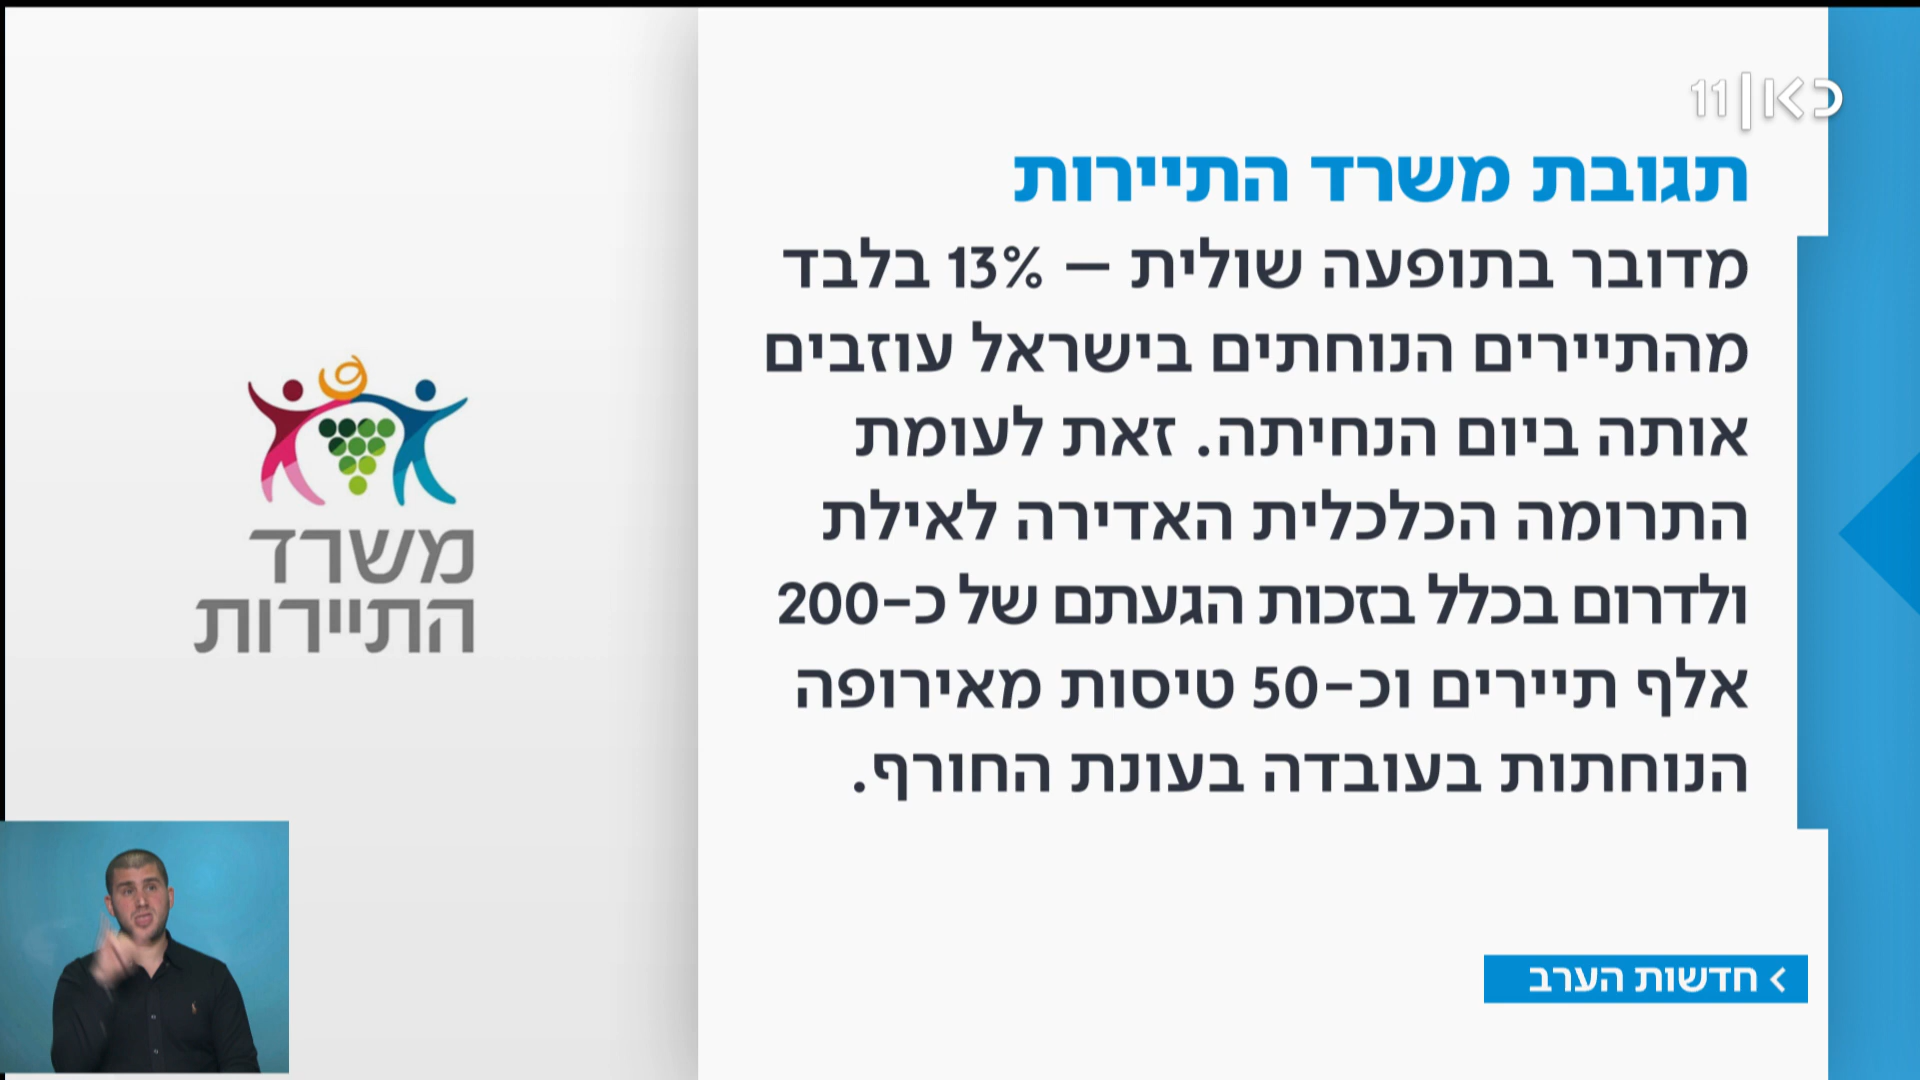 כאן 11
תגובת משרד התיירות
מדובר בתופעה שולית – 13% בלבד
מהתיירים הנוחתים בישראל עוזבים
אותה ביום הנחיתה. זאת לעומת
התרומה הכלכלית האדירה לאילת
ולדרום בכלל בזכות הגעתם של כ-200
אלף תיירים וכ-50 טיסות מאירופה
הנוחתות בעובדה בעונת החורף.
משרד
התיירות
חדשות הערב